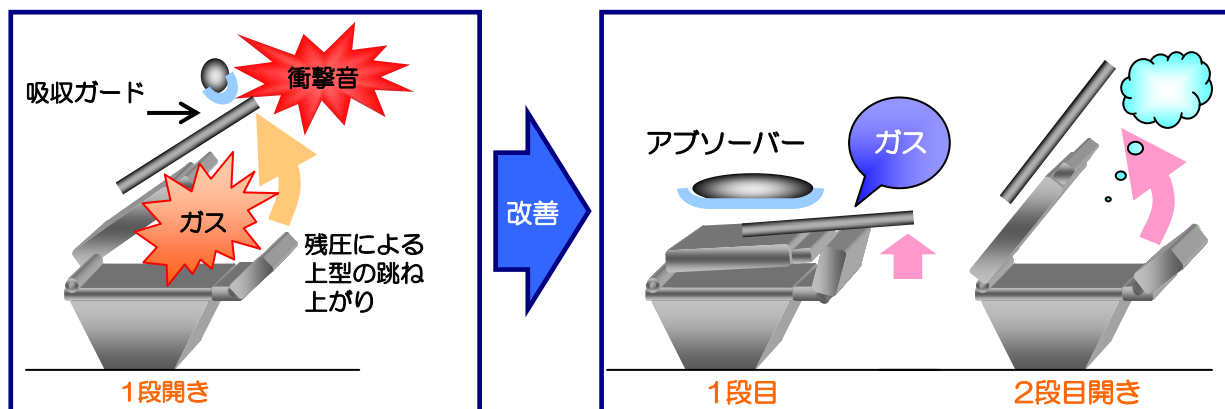 衝撃音
吸収ガード
ガス
残圧による
上型の跳ね
上がり
1段開き
改善
アブソーバー
ガス
1段目
2段目開き